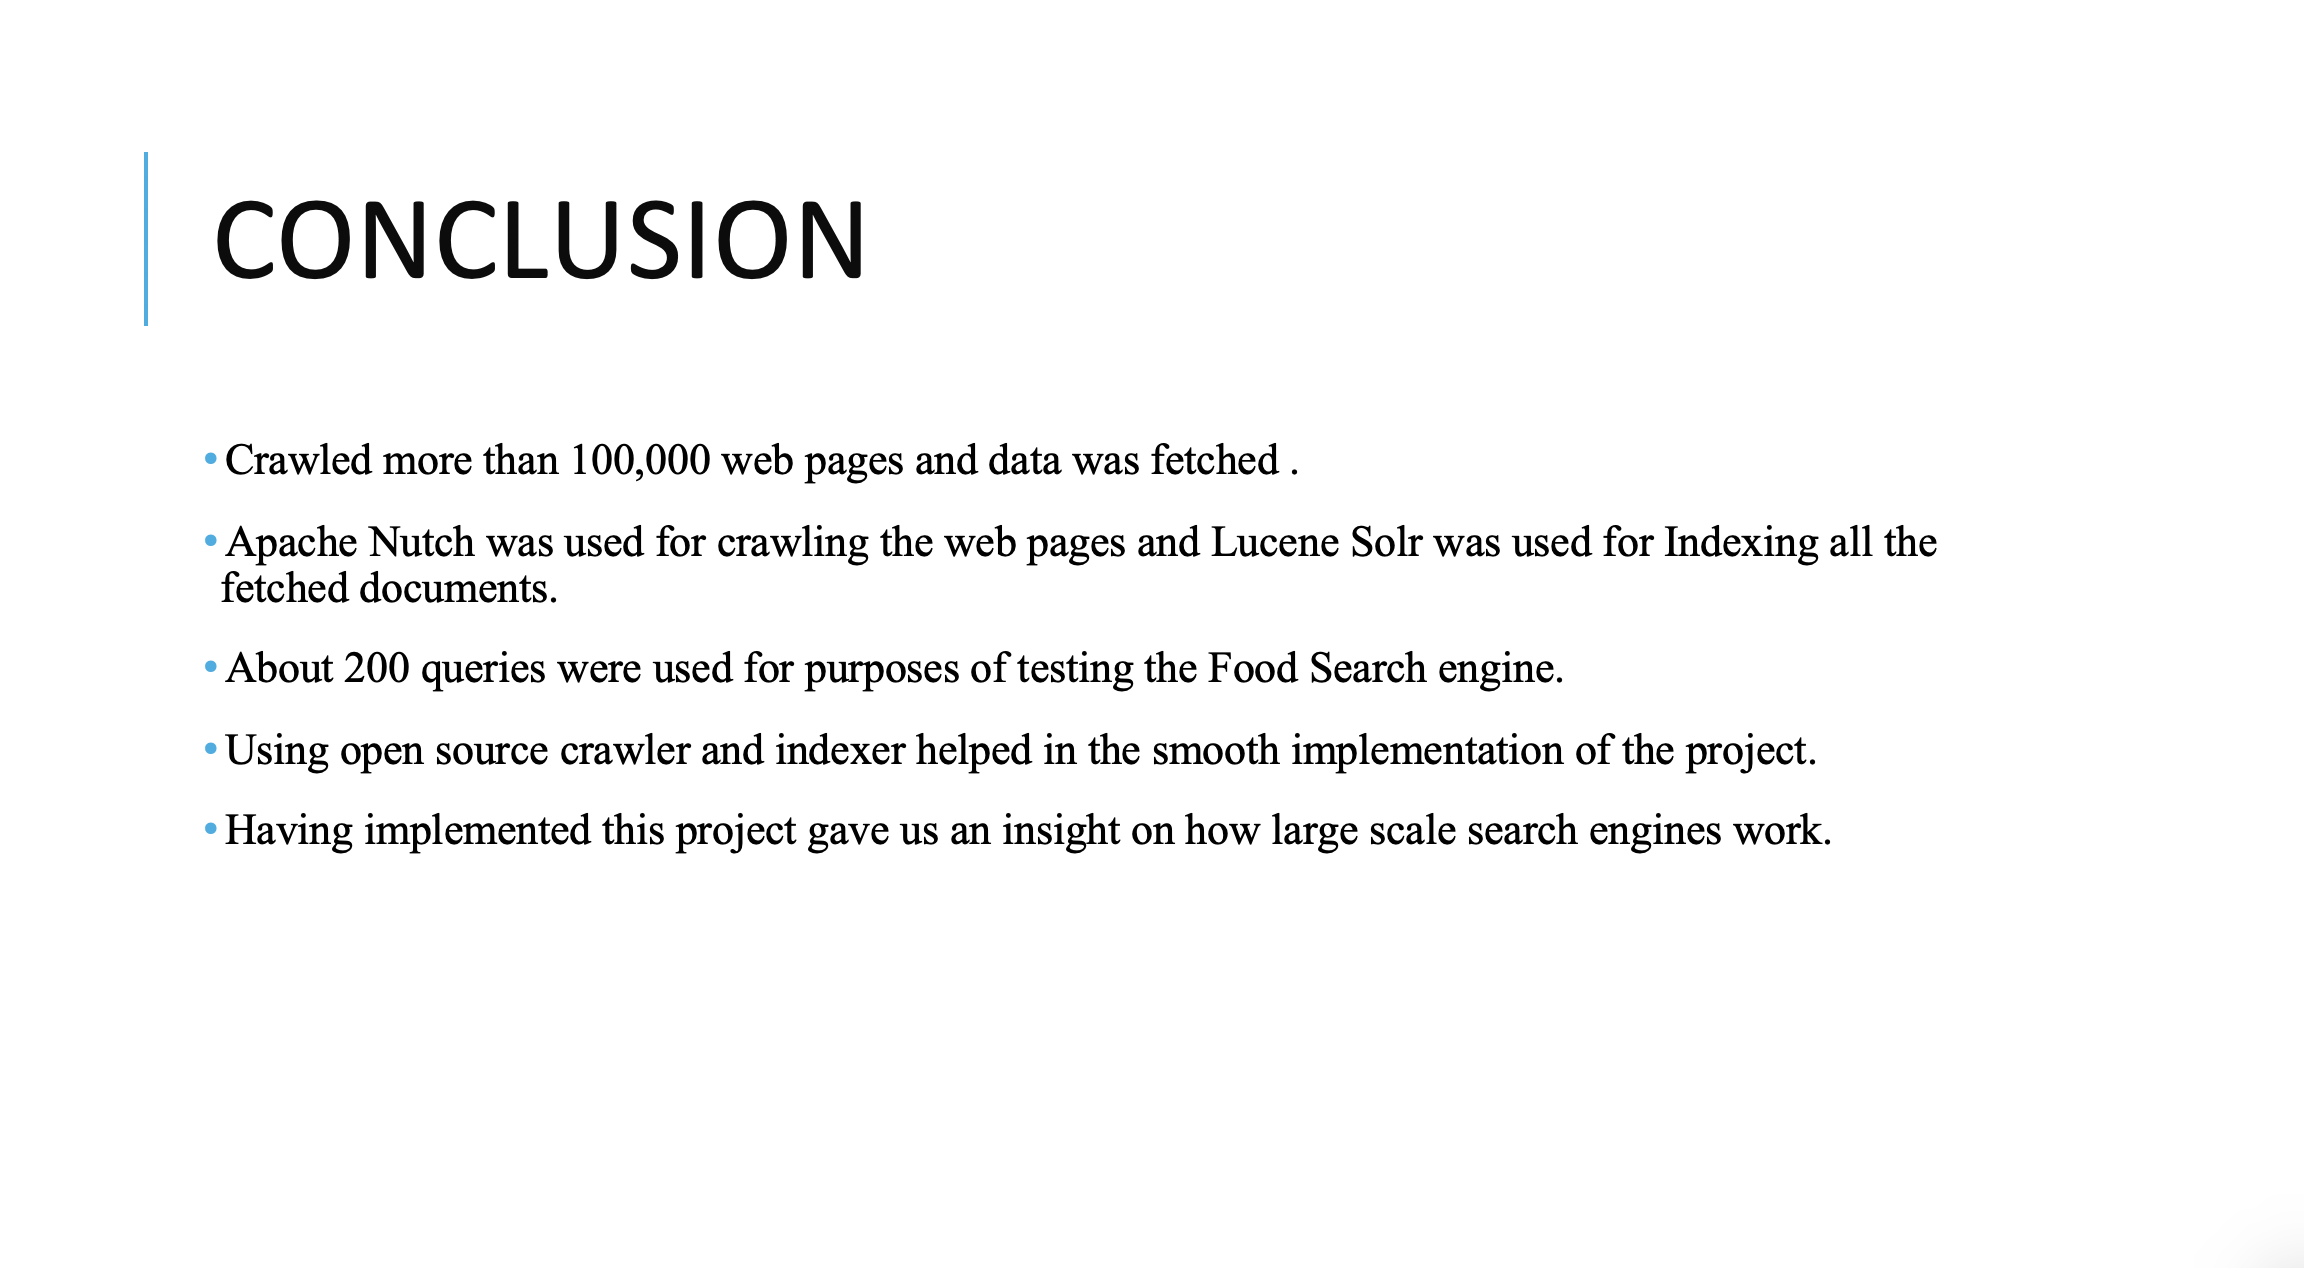 CONCLUSION
• Crawled more than 100,000 web pages and data was fetched .
• Apache Nutch was used for crawling the web pages and Lucene Solr was used for Indexing all the
fetched documents.
• About 200 queries were used for purposes of testing the Food Search engine.
• Using open source crawler and indexer helped in the smooth implementation of the project.
• Having implemented this project gave us an insight on how large scale search engines work.